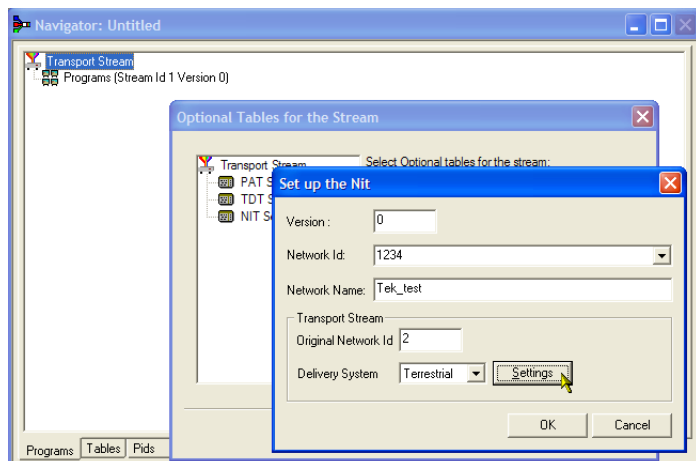 Navigator: Untitled
Transport Stream
Programs (Stream Id 1 Version 0)
Optional Tables for the Stream
Transport Stream
Select Optional tables for the stream:
PAT S
TDT S
NIT Se
Set up the Nit
Version :
0
Network Id:
1234
Network Name:
Tek_test
Transport Stream
Original Network Id
2
Delivery System
Terrestrial
Settings
OK
Cancel
Programs
Tables
Pids